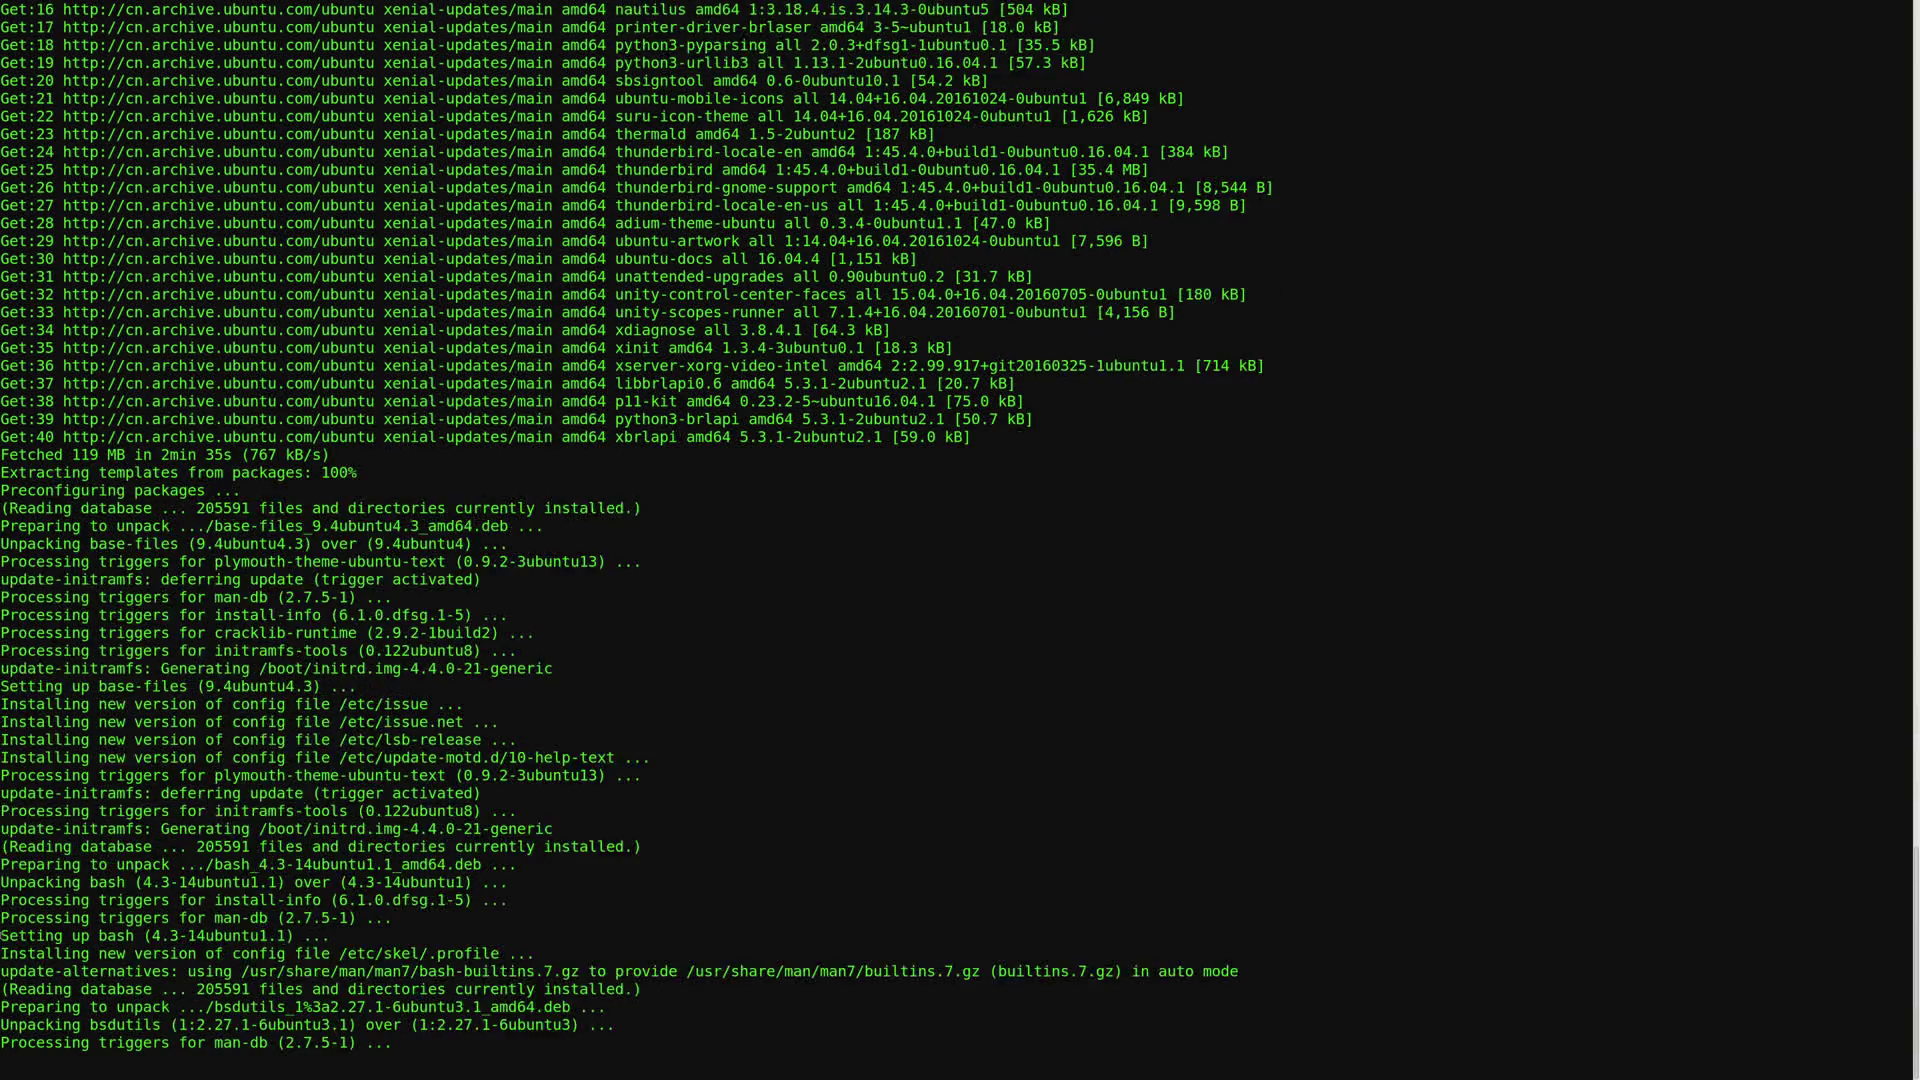 Get:16 http://cn.archive.ubuntu.com/ubuntu xenial-updates/main amd64 nautilus amd64 1:3.18.4.is.3.14.3-0ubuntu5 [504 kB]
Get:17 http://cn.archive.ubuntu.com/ubuntu xenial-updates/main amd64 printer-driver-brlaser amd64 3-5~ubuntu1 [18.0 kB]
Get:18 http://cn.archive.ubuntu.com/ubuntu xenial-updates/main amd64 python3-pyparsing all 2.0.3+dfsg1-1ubuntu0.1 [35.5 kB]
Get:19 http://cn.archive.ubuntu.com/ubuntu xenial-updates/main amd64 python3-urllib3 all 1.13.1-2ubuntu0.16.04.1 [57.3 kB]
Get:20 http://cn.archive.ubuntu.com/ubuntu xenial-updates/main amd64 sbsigntool amd64 0.6-0ubuntu10.1 [54.2 kB]
Get:21 http://cn.archive.ubuntu.com/ubuntu xenial-updates/main amd64 ubuntu-mobile-icons all 14.04+16.04.20161024-0ubuntu1 [6,849 kB]
Get:22 http://cn.archive.ubuntu.com/ubuntu xenial-updates/main amd64 suru-icon-theme all 14.04+16.04.20161024-0ubuntu1 [1,626 kB]
Get:23 http://cn.archive.ubuntu.com/ubuntu xenial-updates/main amd64 thermald amd64 1.5-2ubuntu2 [187 kB]
Get:24 http://cn.archive.ubuntu.com/ubuntu xenial-updates/main amd64 thunderbird-locale-en amd64 1:45.4.0+build1-0ubuntu0.16.04.1 [384 kB]
Get:25 http://cn.archive.ubuntu.com/ubuntu xenial-updates/main amd64 thunderbird amd64 1:45.4.0+build1-0ubuntu0.16.04.1 [35.4 MB]
Get:26 http://cn.archive.ubuntu.com/ubuntu xenial-updates/main amd64 thunderbird-gnome-support amd64 1:45.4.0+build1-0ubuntu0.16.04.1 [8,544 B]
Get:27 http://cn.archive.ubuntu.com/ubuntu xenial-updates/main amd64 thunderbird-locale-en-us all 1:45.4.0+build1-0ubuntu0.16.04.1 [9,598 B]
Get:28 http://cn.archive.ubuntu.com/ubuntu xenial-updates/main amd64 adium-theme-ubuntu all 0.3.4-0ubuntu1.1 [47.0 kB]
Get:29 http://cn.archive.ubuntu.com/ubuntu xenial-updates/main amd64 ubuntu-artwork all 1:14.04+16.04.20161024-0ubuntu1 [7,596 B]
Get:30 http://cn.archive.ubuntu.com/ubuntu xenial-updates/main amd64 ubuntu-docs all 16.04.4 [1,151 kB]
Get:31 http://cn.archive.ubuntu.com/ubuntu xenial-updates/main amd64 unattended-upgrades all 0.90ubuntu0.2 [31.7 kB]
Get:32 http://cn.archive.ubuntu.com/ubuntu xenial-updates/main amd64 unity-control-center-faces all 15.04.0+16.04.20160705-0ubuntu1 [180 kB]
Get:33 http://cn.archive.ubuntu.com/ubuntu xenial-updates/main amd64 unity-scopes-runner all 7.1.4+16.04.20160701-0ubuntu1 [4,156 B]
Get:34 http://cn.archive.ubuntu.com/ubuntu xenial-updates/main amd64 xdiagnose all 3.8.4.1 [64.3 kB]
Get:35 http://cn.archive.ubuntu.com/ubuntu xenial-updates/main amd64 xinit amd64 1.3.4-3ubuntu0.1 [18.3 kB]
Get:36 http://cn.archive.ubuntu.com/ubuntu xenial-updates/main amd64 xserver-xorg-video-intel amd64 2:2.99.917+git20160325-1ubuntu1.1 [714 kB]
Get:37 http://cn.archive.ubuntu.com/ubuntu xenial-updates/main amd64 libbrlapi0.6 amd64 5.3.1-2ubuntu2.1 [20.7 kB]
Get:38 http://cn.archive.ubuntu.com/ubuntu xenial-updates/main amd64 p11-kit amd64 0.23.2-5~ubuntu16.04.1 [75.0 kB]
Get:39 http://cn.archive.ubuntu.com/ubuntu xenial-updates/main amd64 python3-brlapi amd64 5.3.1-2ubuntu2.1 [50.7 kB]
Get:40 http://cn.archive.ubuntu.com/ubuntu xenial-updates/main amd64 xbrlapi amd64 5.3.1-2ubuntu2.1 [59.0 kB]
Fetched 119 MB in 2min 35s (767 kB/s)
Extracting templates from packages: 100%
Preconfiguring packages ...
(Reading database ... 205591 files and directories currently installed.)
Preparing to unpack .../base-files_9.4ubuntu4.3_amd64.deb ...
Unpacking base-files (9.4ubuntu4.3) over (9.4ubuntu4) ...
Processing triggers for plymouth-theme-ubuntu-text (0.9.2-3ubuntu13) ...
update-initramfs: deferring update (trigger activated)
Processing triggers for man-db (2.7.5-1) ...
Processing triggers for install-info (6.1.0.dfsg.1-5) ...
Processing triggers for cracklib-runtime (2.9.2-1build2) ...
Processing triggers for initramfs-tools (0.122ubuntu8) ...
update-initramfs: Generating /boot/initrd.img-4.4.0-21-generic
Setting up base-files (9.4ubuntu4.3) ...
Installing new version of config file /etc/issue ...
Installing new version of config file /etc/issue.net ...
Installing new version of config file /etc/lsb-release ...
Installing new version of config file /etc/update-motd.d/10-help-text ...
Processing triggers for plymouth-theme-ubuntu-text (0.9.2-3ubuntu13) ...
update-initramfs: deferring update (trigger activated)
Processing triggers for initramfs-tools (0.122ubuntu8) ...
update-initramfs: Generating /boot/initrd.img-4.4.0-21-generic
(Reading database ... 205591 files and directories currently installed.)
Preparing to unpack .../bash_4.3-14ubuntu1.1_amd64.deb ...
Unpacking bash (4.3-14ubuntu1.1) over (4.3-14ubuntu1) ...
Processing triggers for install-info (6.1.0.dfsg.1-5) ...
Processing triggers for man-db (2.7.5-1) ...
Setting up bash (4.3-14ubuntu1.1) ...
Installing new version of config file /etc/skel/.profile ...
update-alternatives: using /usr/share/man/man7/bash-builtins.7.gz to provide /usr/share/man/man7/builtins.7.gz (builtins.7.gz) in auto mode
(Reading database ... 205591 files and directories currently installed.)
Preparing to unpack .../bsdutils_1%3a2.27.1-6ubuntu3.1_amd64.deb ...
Unpacking bsdutils (1:2.27.1-6ubuntu3.1) over (1:2.27.1-6ubuntu3) ...
Processing triggers for man-db (2.7.5-1) ...